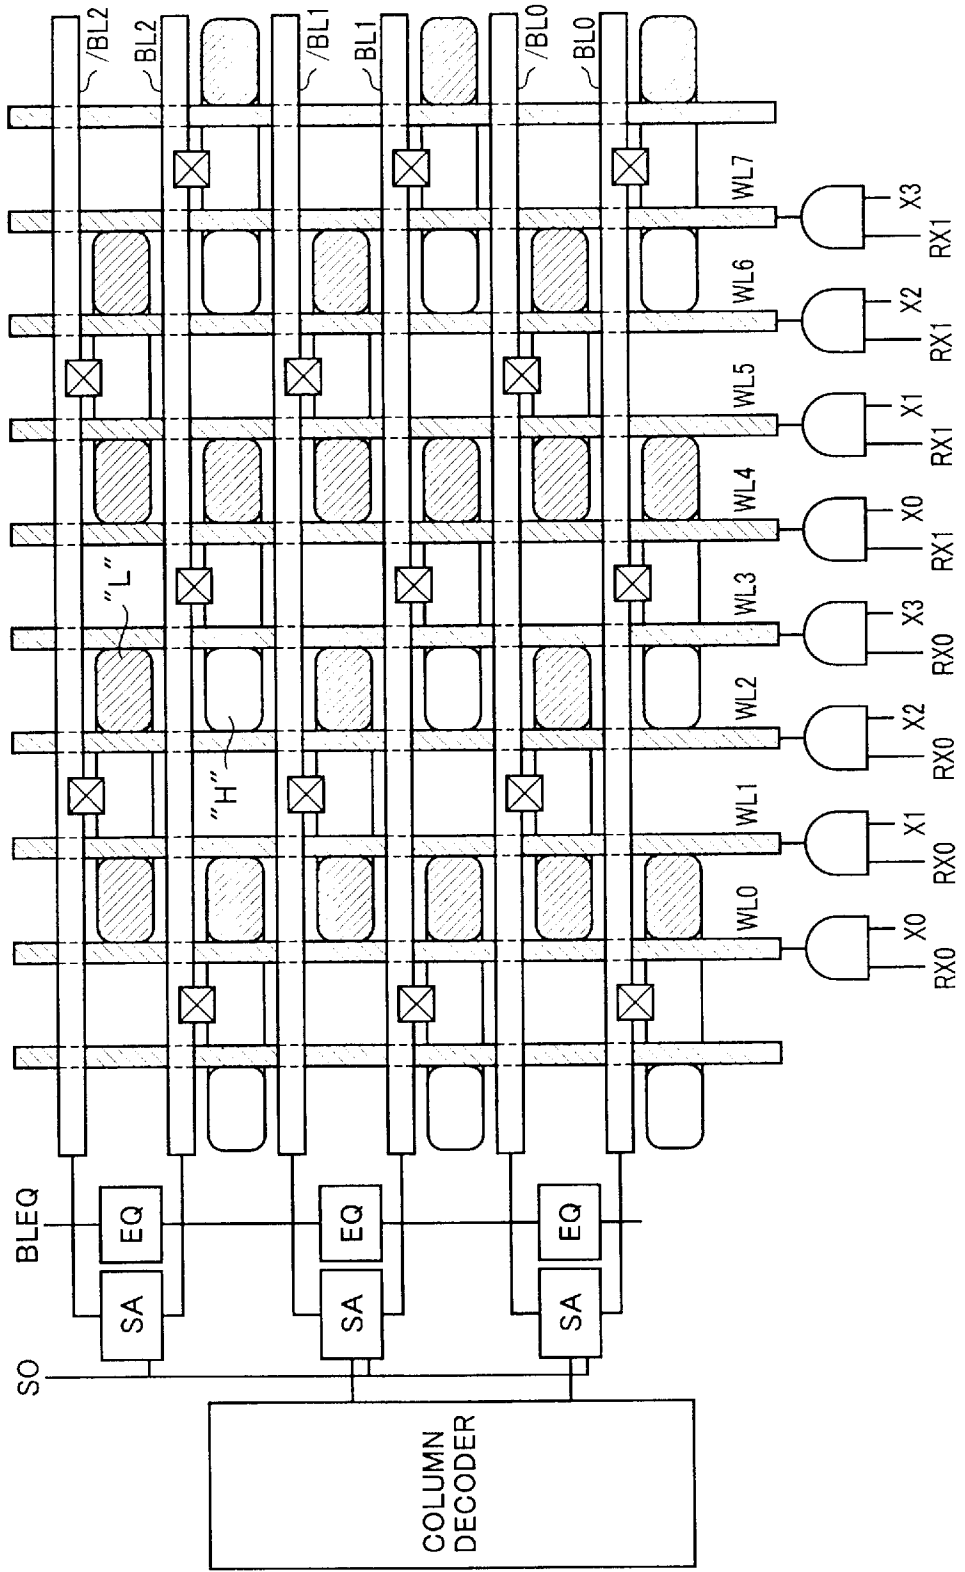 /BL2
BL2
/BL1
BL1
/BL0
BL0
"L"
"H"
WL0
WL1
WL2
WL3
WL4
WL5
WL6
WL7
RX0 X0
RX0 X1
RX0 X2
RX0 X3
RX1 X0
RX1 X1
RX1 X2
RX1 X3
BLEQ
EQ
EQ
EQ
SO
SA
SA
SA
COLUMN
DECODER